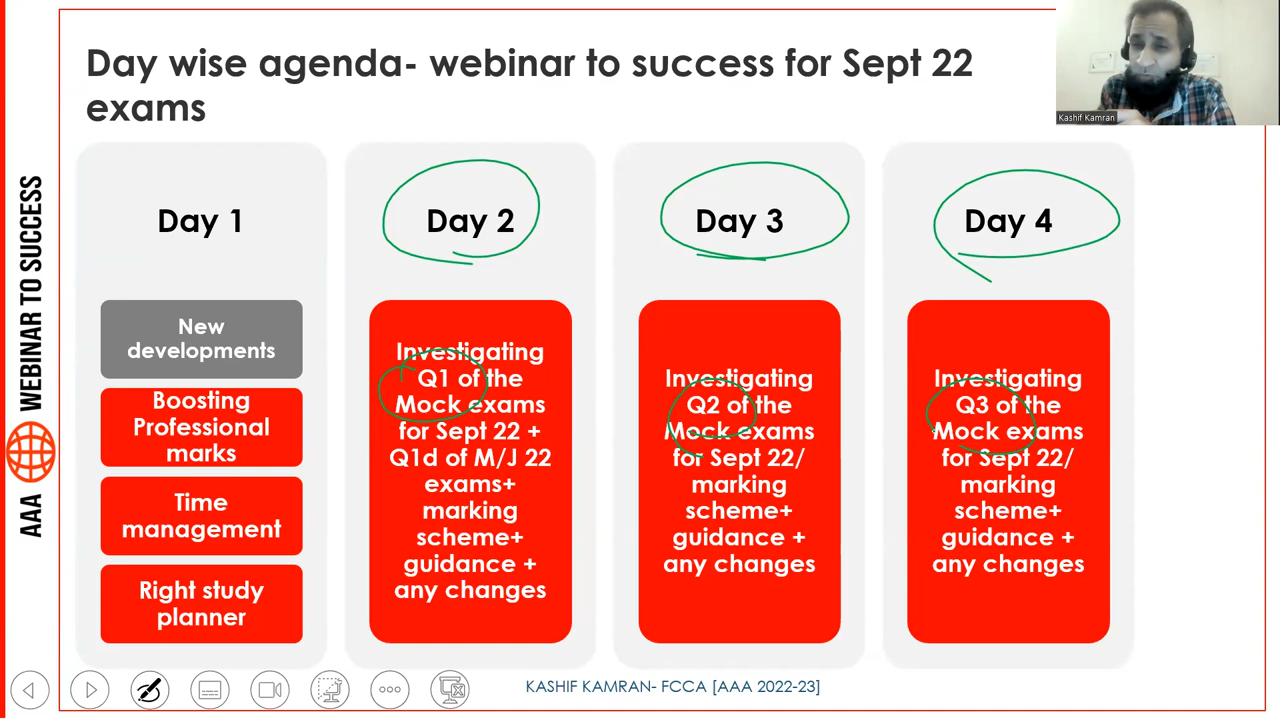 Day wise agenda- webinar to success for Sept 22
exams
Kashif Kamran
AAA WEBINAR TO SUCCESS
Day 1
New
developments
Boosting
Professional
marks
Time
management
Right study
planner
Day 2
Investigating
Q1 of the
Mock exams
for Sept 22 +
Q1d of M/J 22
exams+
marking
scheme+
guidance +
any changes
Day 3
Investigating
Q2 of the
Mock exams
for Sept 22/
marking
scheme+
guidance +
any changes
Day 4
Investigating
Q3 of the
Mock exams
for Sept 22/
marking
scheme+
guidance +
any changes
KASHIF KAMRAN- FCCA [AAA 2022-23]